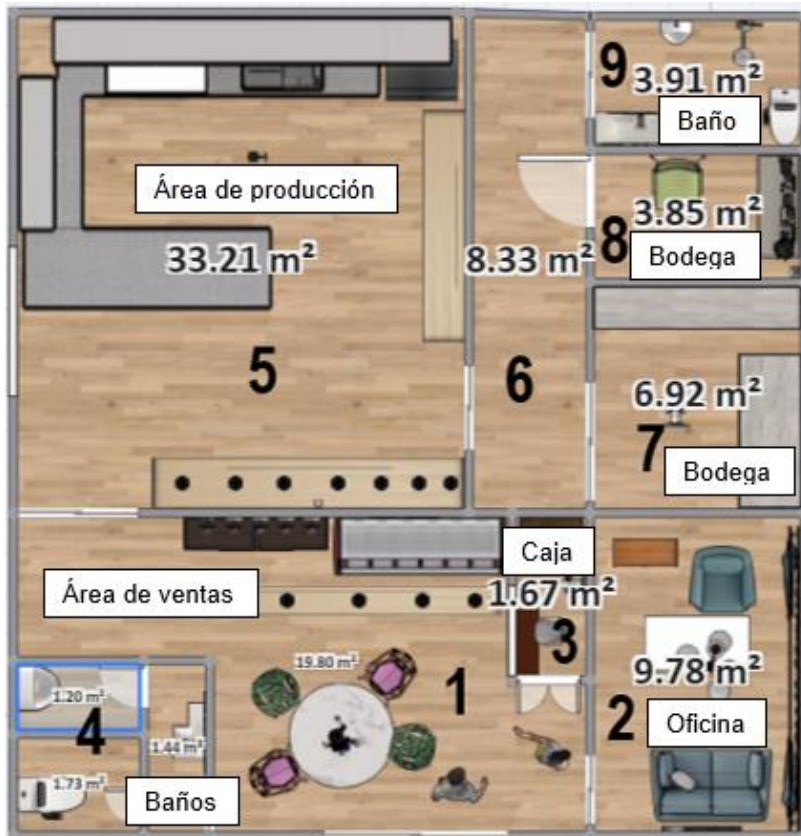 9
3.91 m²
Baño
Área de producción
33.21 m²
8.33 m²
8
3.85 m²
Bodega
5
6
6.92 m²
7
Bodega
Caja
Área de ventas
1.67 m²
3
19.80 m²
1
9.78 m²
2
Oficina
1.20 m²
4
1.44 m²
1.73 m²
Baños